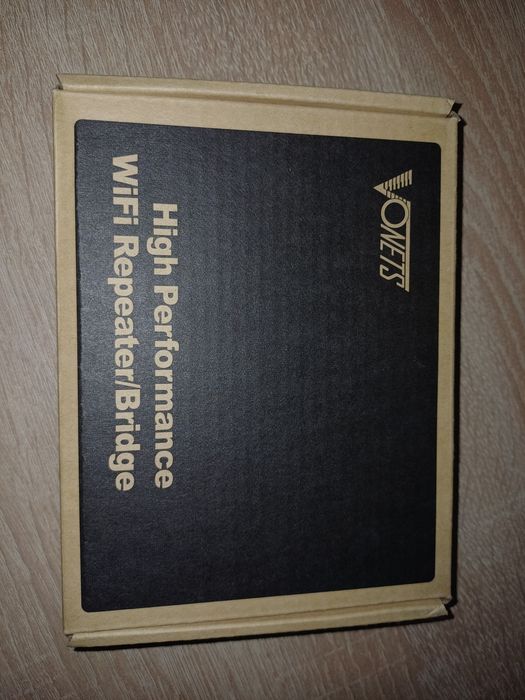 VONETS
High Performance
WiFi Repeater/Bridge